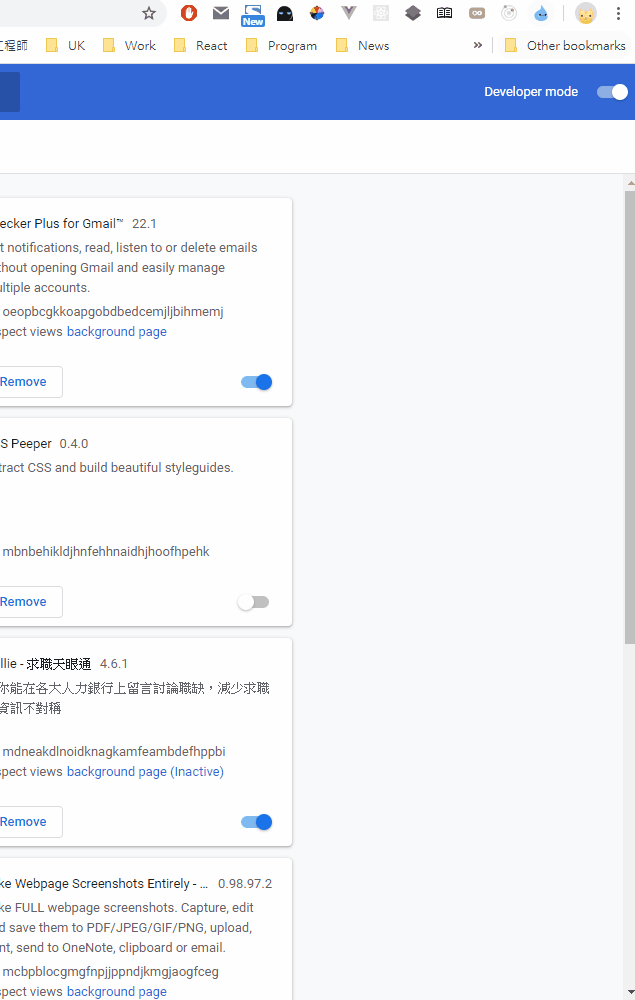 New
工程師 UK Work React Program News » Other bookmarks
Developer mode
ecker Plus for Gmail™ 22.1
t notifications, read, listen to or delete emails
thout opening Gmail and easily manage
ultiple accounts.
oeopbcgkkoapgobdbedcemjljbihmemj
spect views background page
Remove
S Peeper 0.4.0
tract CSS and build beautiful styleguides.
mbnbehikldjhnfehhnaidhjhoofhpehk
Remove
llie - 求職天眼通 4.6.1
你能在各大人力銀行上留言討論職缺，減少求職
資訊不對稱
mdneakdlnoidknagkamfeambdefhppbi
spect views background page (Inactive)
Remove
ke Webpage Screenshots Entirely - ... 0.98.97.2
ke FULL webpage screenshots. Capture, edit
d save them to PDF/JPEG/GIF/PNG, upload,
nt, send to OneNote, clipboard or email.
mcbpblocgmgfnpjjppndjkmgjaogfceg
spect views background page